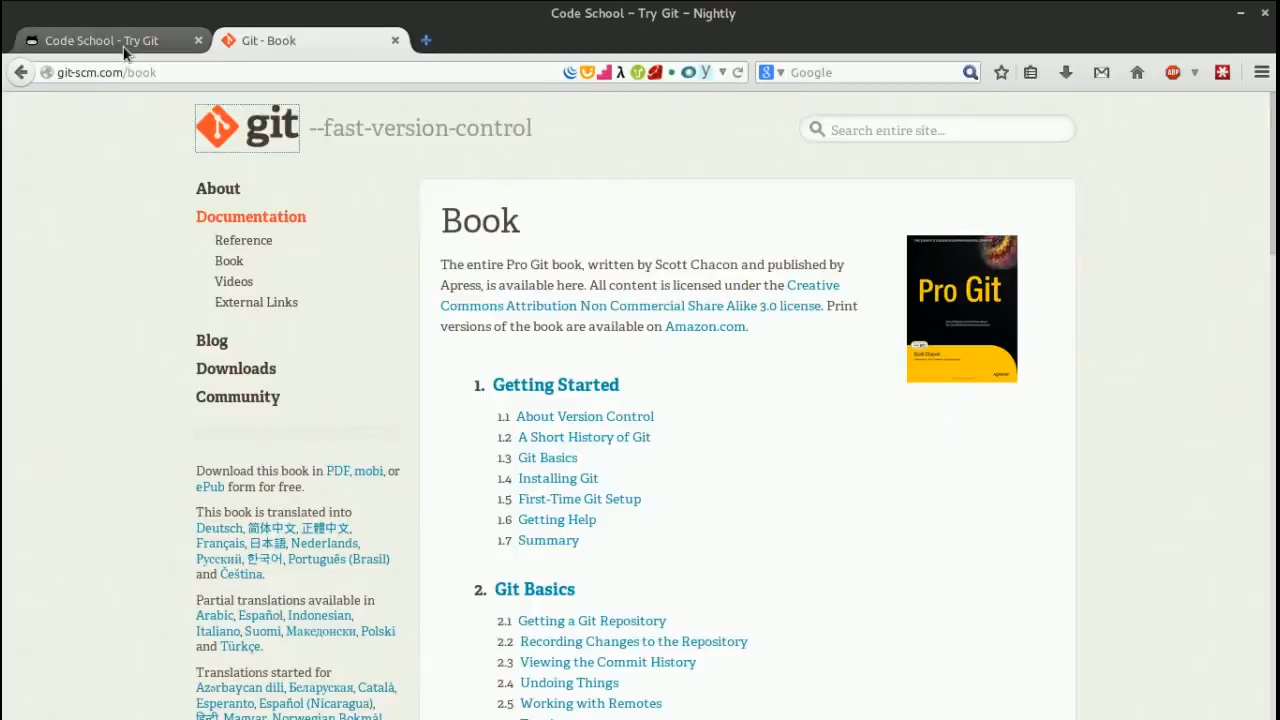 Code School - Try Git - Nightly
Code School - Try Git
Git - Book
git-scm.com/book
Google
git --fast-version-control
Search entire site...
About
Documentation
Reference
Book
Videos
External Links
Blog
Downloads
Community
Download this book in PDF, mobi, or
ePub form for free.
This book is translated into
Deutsch, 简体中文, 正體中文,
Français, 日本語, Nederlands,
Русский, 한국어, Português (Brasil)
and Čeština.
Partial translations available in
Arabic, Español, Indonesian,
Italiano, Suomi, Македонски, Polski
and Türkçe.
Translations started for
Azərbaycan dili, Беларуская, Català,
Esperanto, Español (Nicaragua),
हिन्दी, Magyar, Norwegian Bokmål
Book
The entire Pro Git book, written by Scott Chacon and published by
Apress, is available here. All content is licensed under the Creative
Commons Attribution Non Commercial Share Alike 3.0 license. Print
versions of the book are available on Amazon.com.
Pro Git
1. Getting Started
1.1 About Version Control
1.2 A Short History of Git
1.3 Git Basics
1.4 Installing Git
1.5 First-Time Git Setup
1.6 Getting Help
1.7 Summary
2. Git Basics
2.1 Getting a Git Repository
2.2 Recording Changes to the Repository
2.3 Viewing the Commit History
2.4 Undoing Things
2.5 Working with Remotes